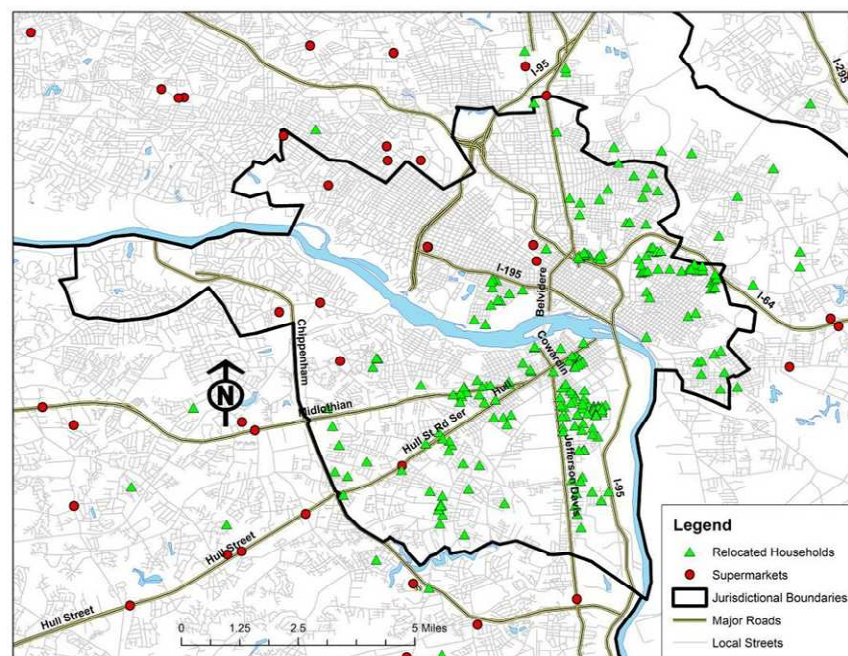 I-95
I-295
I-195
Belvidere
I-64
Chippenham
Cowardin
N
Midlothian
Hull
Hull St Rd Ser
Jefferson Davis
I-95
Hull Street
Hull Street
0 1.25 2.5 5 Miles
Legend
Relocated Households
Supermarkets
Jurisdictional Boundaries
Major Roads
Local Streets